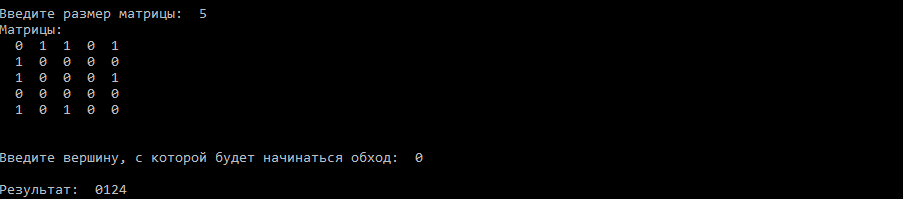 Введите размер матрицы:  5
Матрицы:
  0  1  1  0  1
  1  0  0  0  0
  1  0  0  0  1
  0  0  0  0  0
  1  0  1  0  0
Введите вершину, с которой будет начинаться обход:  0
Результат:  0124